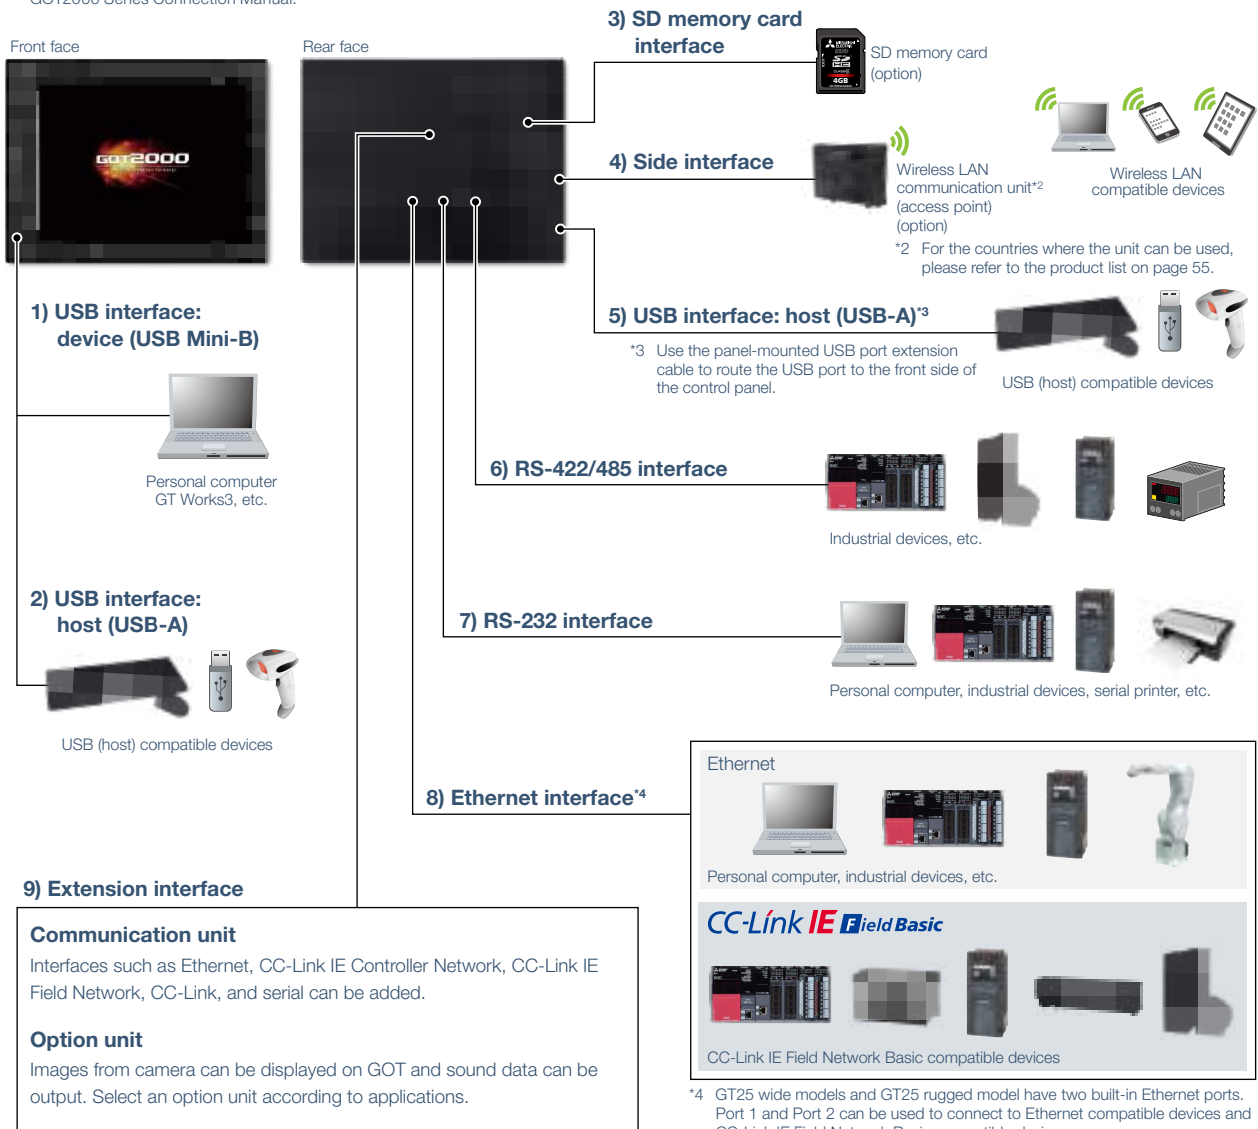 GOT2000 Series Connection Manual.
Front face
Rear face
3) SD memory card
interface
SD memory card
(option)
4) Side interface
Wireless LAN
communication unit*2
(access point)
(option)
Wireless LAN
compatible devices
*2 For the countries where the unit can be used,
please refer to the product list on page 55.
GOT2000
MITSUBISHI
ELECTRIC
4GB
1) USB interface:
device (USB Mini-B)
Personal computer
GT Works3, etc.
2) USB interface:
host (USB-A)
USB (host) compatible devices
5) USB interface: host (USB-A)*3
*3 Use the panel-mounted USB port extension
cable to route the USB port to the front side of
the control panel.
USB (host) compatible devices
6) RS-422/485 interface
Industrial devices, etc.
7) RS-232 interface
Personal computer, industrial devices, serial printer, etc.
8) Ethernet interface*4
Ethernet
Personal computer, industrial devices, etc.
CC-Link IE Field Basic
CC-Link IE Field Network Basic compatible devices
*4 GT25 wide models and GT25 rugged model have two built-in Ethernet ports.
Port 1 and Port 2 can be used to connect to Ethernet compatible devices and
9) Extension interface
Communication unit
Interfaces such as Ethernet, CC-Link IE Controller Network, CC-Link IE
Field Network, CC-Link, and serial can be added.
Option unit
Images from camera can be displayed on GOT and sound data can be
output. Select an option unit according to applications.